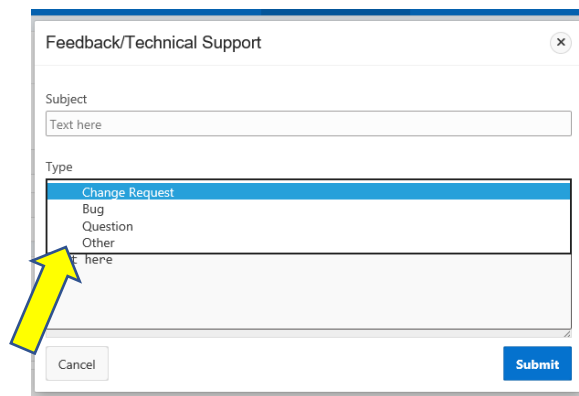 Feedback/Technical Support
Subject
Text here
Type
Change Request
Bug
Question
Other
here
Cancel
Submit